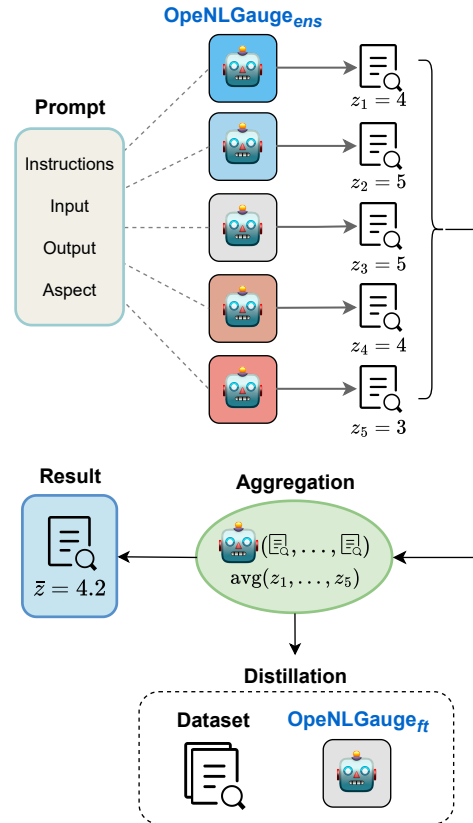 OpeNLGauge_ens
Prompt
Instructions
Input
Output
Aspect
z_1 = 4
z_2 = 5
z_3 = 5
z_4 = 4
z_5 = 3
Result
z̄ = 4.2
Aggregation
( , . . . , )
avg(z_1, . . . , z_5)
Distillation
Dataset
OpeNLGauge_ft